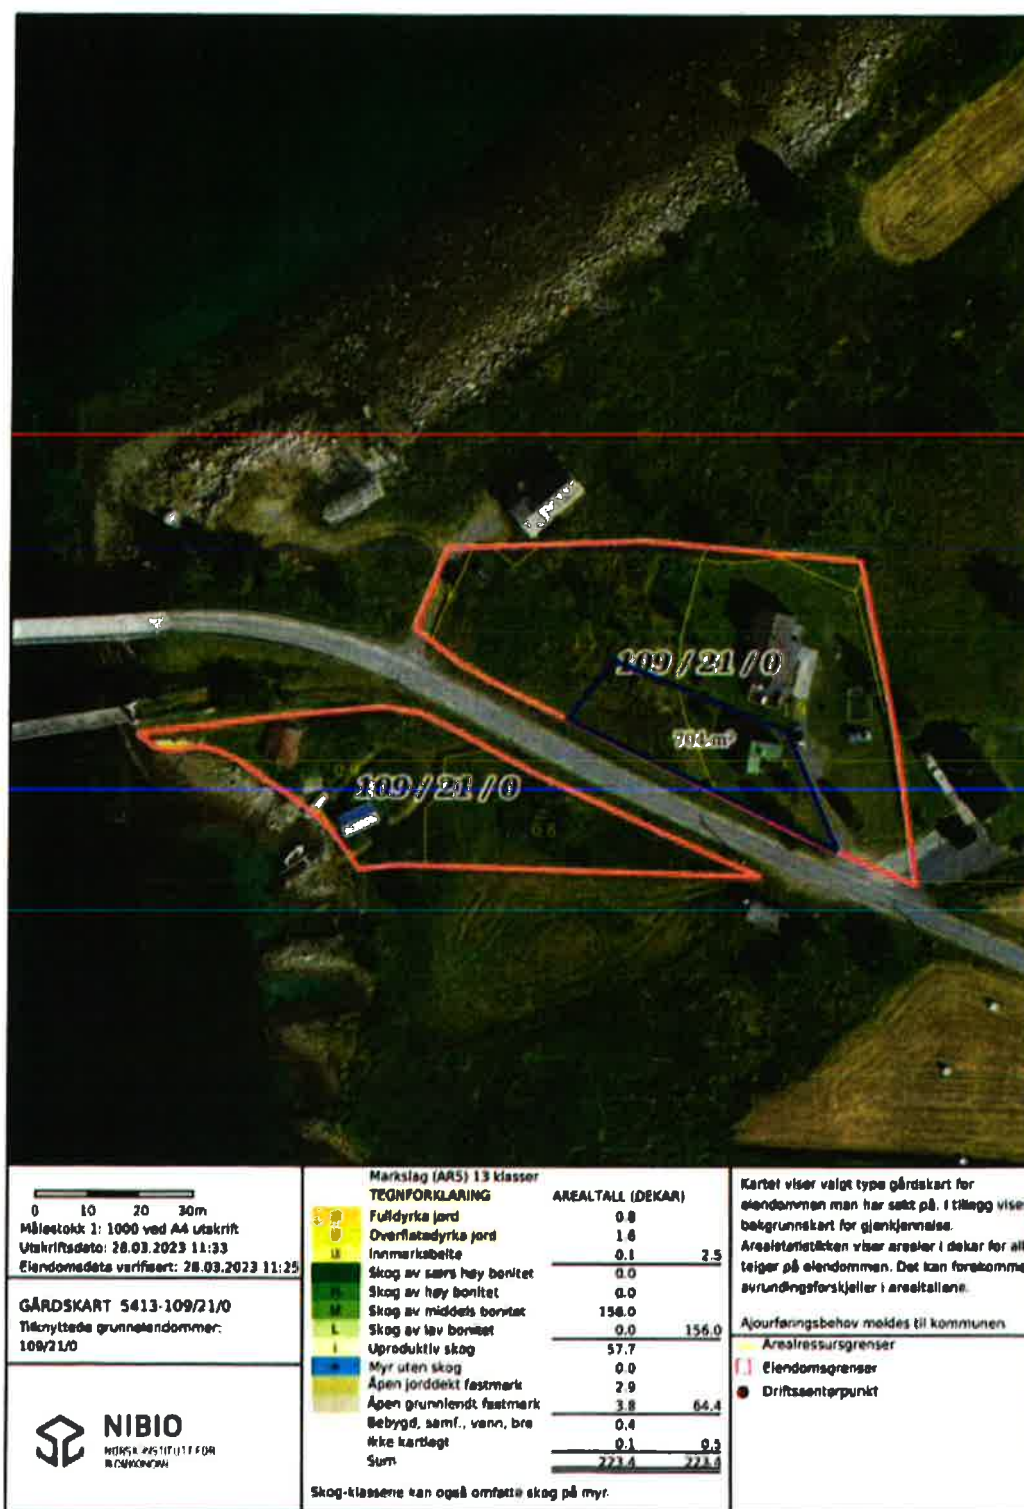 109 / 21 / 0
704 m²
109 / 21 / 0
0.6
0 10 20 30m
Målestokk 1: 1000 ved A4 utskrift
Utskriftsdato: 28.03.2023 11:33
Eiendomsdata verifisert: 28.03.2023 11:25
GÅRDSKART 5413-109/21/0
Tilknyttede grunneiendommer:
109/21/0
NIBIO
NORSK INSTITUTT FOR
BIOØKONOMI
Markslag (AR5) 13 klasser
TEGNFORKLARING AREALTALL (DEKAR)
Fulldyrka jord 0.8
Overflatedyrka jord 1.6
Innmarksbeite 0.1 2.5
Skog av særs høy bonitet 0.0
H Skog av høy bonitet 0.0
M Skog av middels bonitet 156.0
L Skog av lav bonitet 0.0 156.0
i Uproduktiv skog 57.7
Myr uten skog 0.0
Åpen jorddekt fastmark 2.9
Åpen grunnlendt fastmark 3.8 64.4
Bebygd, samf., vann, bre 0.4
Ikke kartlagt 0.1 0.5
Sum 223.4 223.4
Skog-klassene kan også omfatte skog på myr.
Kartet viser valgt type gårdskart for
eiendommen man har søkt på. I tillegg vises
bakgrunnskart for gjenkjennelse.
Arealstatistikken viser arealer i dekar for all
teiger på eiendommen. Det kan forekomme
avrundingsforskjeller i arealtallene.
Ajourføringsbehov meldes til kommunen
Arealressursgrenser
Eiendomsgrenser
Driftssenterpunkt